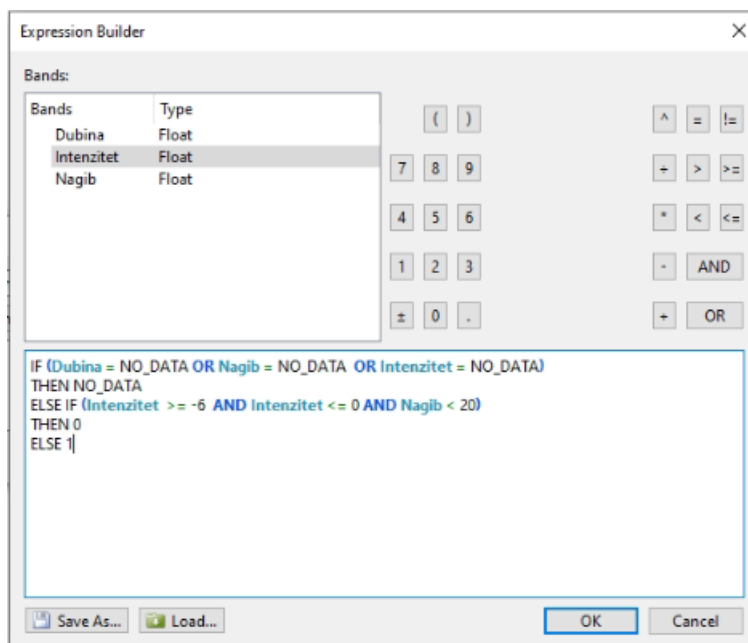 Expression Builder
Bands:
Bands Type
Dubina Float
Intenzitet Float
Nagib Float
( ) ^ = !=
7 8 9 ÷ > >=
4 5 6 * < <=
1 2 3 - AND
± 0 . + OR
IF (Dubina = NO_DATA OR Nagib = NO_DATA OR Intenzitet = NO_DATA)
THEN NO_DATA
ELSE IF (Intenzitet >= -6 AND Intenzitet <= 0 AND Nagib < 20)
THEN 0
ELSE 1
Save As... Load... OK Cancel